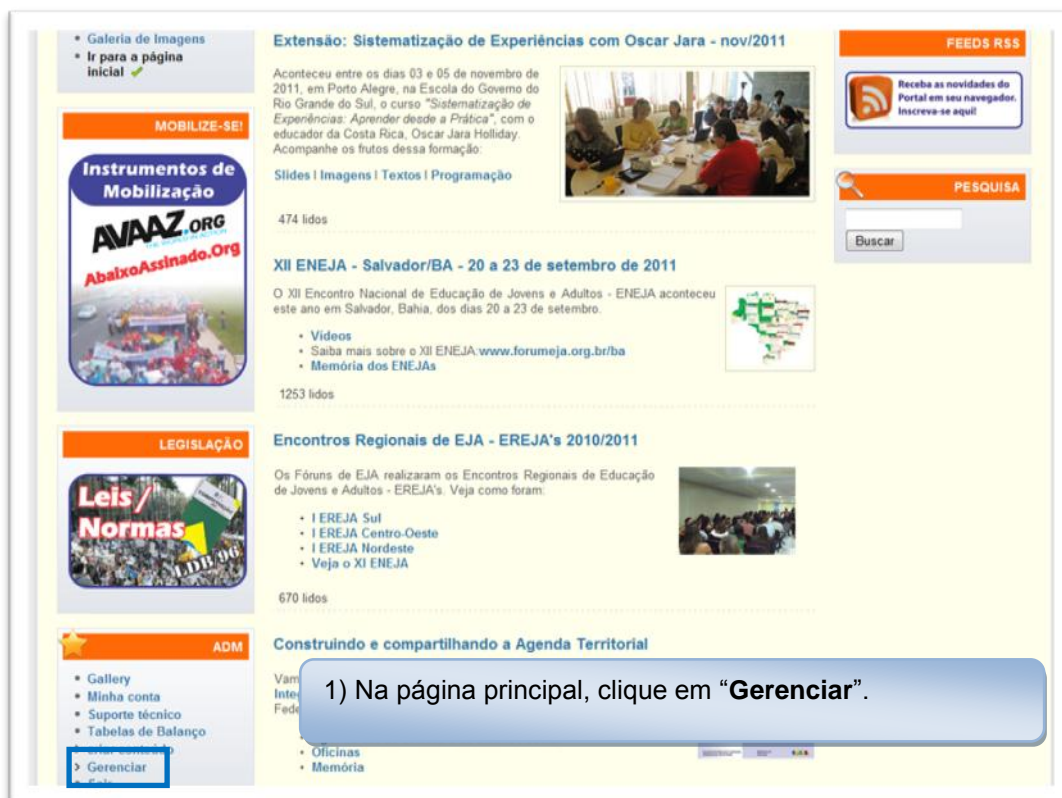 Galeria de Imagens
Ir para a página
inicial
MOBILIZE-SE!
Instrumentos de
Mobilização
AVAAZ.ORG
THE WORLD IN ACTION
AbaixoAssinado.Org
LEGISLAÇÃO
Leis/
Normas
LDB/96
ADM
Gallery
Minha conta
Suporte técnico
Tabelas de Balanço
criar conteúdo
Gerenciar
Extensão: Sistematização de Experiências com Oscar Jara - nov/2011
Aconteceu entre os dias 03 e 05 de novembro de
2011, em Porto Alegre, na Escola do Governo do
Rio Grande do Sul, o curso "Sistematização de
Experiências: Aprender desde a Prática", com o
educador da Costa Rica, Oscar Jara Holliday.
Acompanhe os frutos dessa formação:
Slides | Imagens | Textos | Programação
474 lidos
XII ENEJA - Salvador/BA - 20 a 23 de setembro de 2011
O XII Encontro Nacional de Educação de Jovens e Adultos - ENEJA aconteceu
este ano em Salvador, Bahia, dos dias 20 a 23 de setembro.
Vídeos
Saiba mais sobre o XII ENEJA:www.forumeja.org.br/ba
Memória dos ENEJAs
1253 lidos
Encontros Regionais de EJA - EREJA's 2010/2011
Os Fóruns de EJA realizaram os Encontros Regionais de Educação
de Jovens e Adultos - EREJA's. Veja como foram:
I EREJA Sul
I EREJA Centro-Oeste
I EREJA Nordeste
Veja o XI ENEJA
670 lidos
Construindo e compartilhando a Agenda Territorial
1) Na página principal, clique em “Gerenciar”.
Oficinas
Memória
FEEDS RSS
Receba as novidades do
Portal em seu navegador.
Inscreva-se aqui!
PESQUISA
Buscar